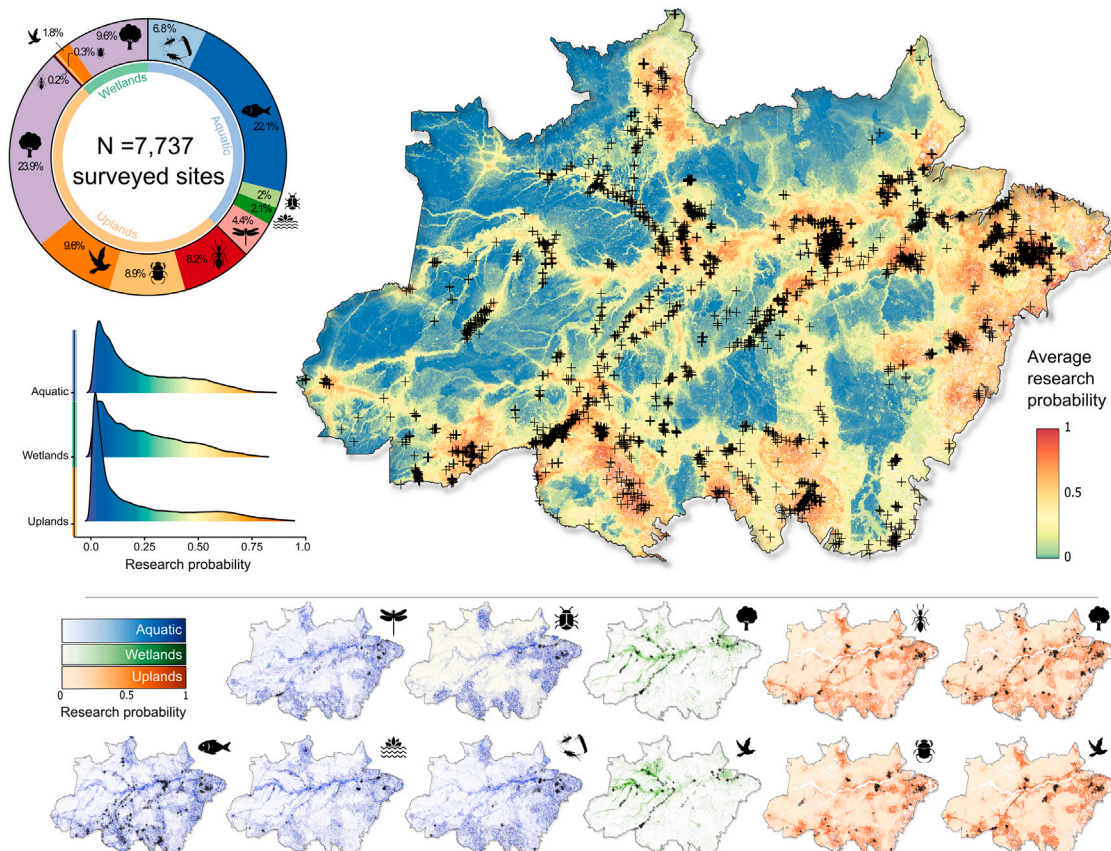 1.8%
9.6%
6.8%
0.3%
0.2%
Wetlands
Aquatic
22.1%
N =7,737
surveyed sites
23.9%
2%
2.1%
4.4%
Uplands
9.6%
8.9%
8.2%
Aquatic
Wetlands
Uplands
0.0 0.25 0.50 0.75 1.0
Research probability
Average
research
probability
1
0.5
0
Aquatic
Wetlands
Uplands
0 0.5 1
Research probability